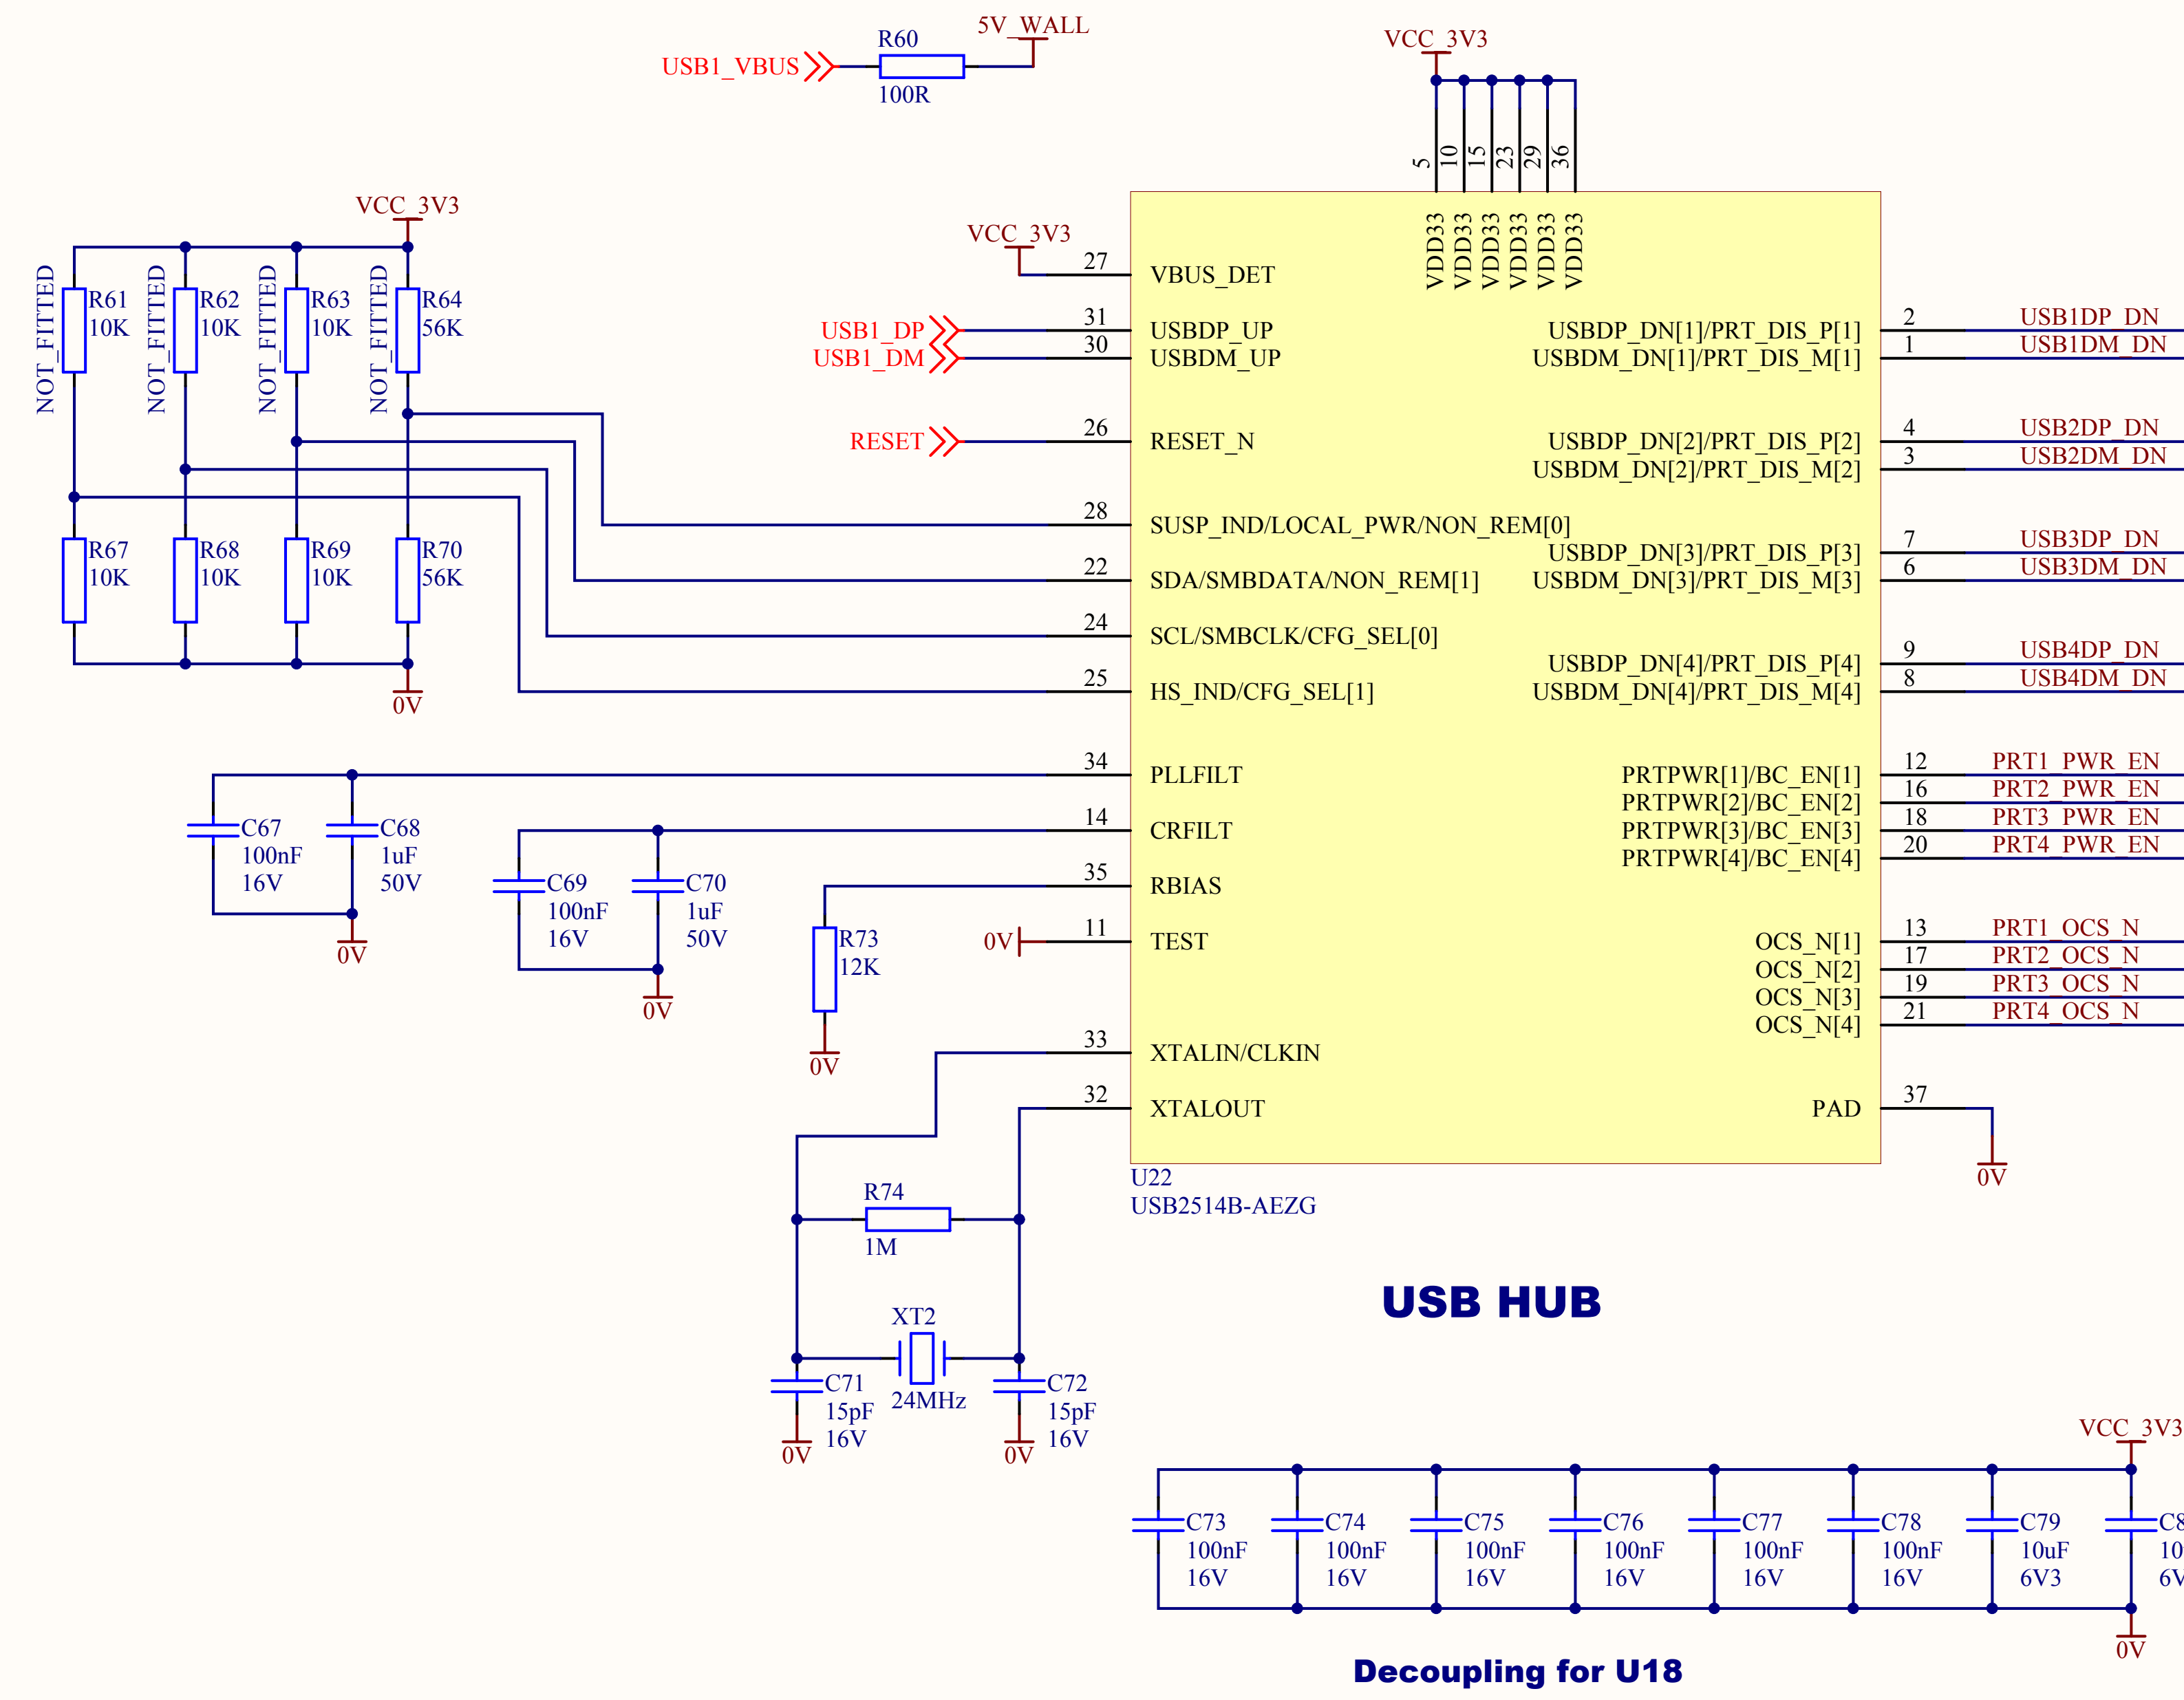 5V_WALL
R60
USB1_VBUS
100R
VCC_3V3
5
10
15
23
29
36
VDD33
VDD33
VDD33
VDD33
VDD33
VDD33
VCC_3V3
NOT_FITTED
R61
10K
NOT_FITTED
R62
10K
NOT_FITTED
R63
10K
NOT_FITTED
R64
56K
R67
10K
R68
10K
R69
10K
R70
56K
0V
VCC_3V3
27
VBUS_DET
USB1_DP
31
USBDP_UP
USB1_DM
30
USBDM_UP
RESET
26
RESET_N
28
SUSP_IND/LOCAL_PWR/NON_REM[0]
22
SDA/SMBDATA/NON_REM[1]
24
SCL/SMBCLK/CFG_SEL[0]
25
HS_IND/CFG_SEL[1]
34
PLLFILT
14
CRFILT
35
RBIAS
0V
11
TEST
33
XTALIN/CLKIN
32
XTALOUT
USBDP_DN[1]/PRT_DIS_P[1]
2
USB1DP_DN
USBDM_DN[1]/PRT_DIS_M[1]
1
USB1DM_DN
USBDP_DN[2]/PRT_DIS_P[2]
4
USB2DP_DN
USBDM_DN[2]/PRT_DIS_M[2]
3
USB2DM_DN
USBDP_DN[3]/PRT_DIS_P[3]
7
USB3DP_DN
USBDM_DN[3]/PRT_DIS_M[3]
6
USB3DM_DN
USBDP_DN[4]/PRT_DIS_P[4]
9
USB4DP_DN
USBDM_DN[4]/PRT_DIS_M[4]
8
USB4DM_DN
PRTPWR[1]/BC_EN[1]
12
PRT1_PWR_EN
PRTPWR[2]/BC_EN[2]
16
PRT2_PWR_EN
PRTPWR[3]/BC_EN[3]
18
PRT3_PWR_EN
PRTPWR[4]/BC_EN[4]
20
PRT4_PWR_EN
OCS_N[1]
13
PRT1_OCS_N
OCS_N[2]
17
PRT2_OCS_N
OCS_N[3]
19
PRT3_OCS_N
OCS_N[4]
21
PRT4_OCS_N
PAD
37
0V
U22
USB2514B-AEZG
C67
100nF
16V
C68
1uF
50V
0V
C69
100nF
16V
C70
1uF
50V
0V
R73
12K
0V
R74
1M
XT2
24MHz
C71
15pF
16V
0V
C72
15pF
16V
0V
USB HUB
VCC_3V3
C73
100nF
16V
C74
100nF
16V
C75
100nF
16V
C76
100nF
16V
C77
100nF
16V
C78
100nF
16V
C79
10uF
6V3
0V
Decoupling for U18